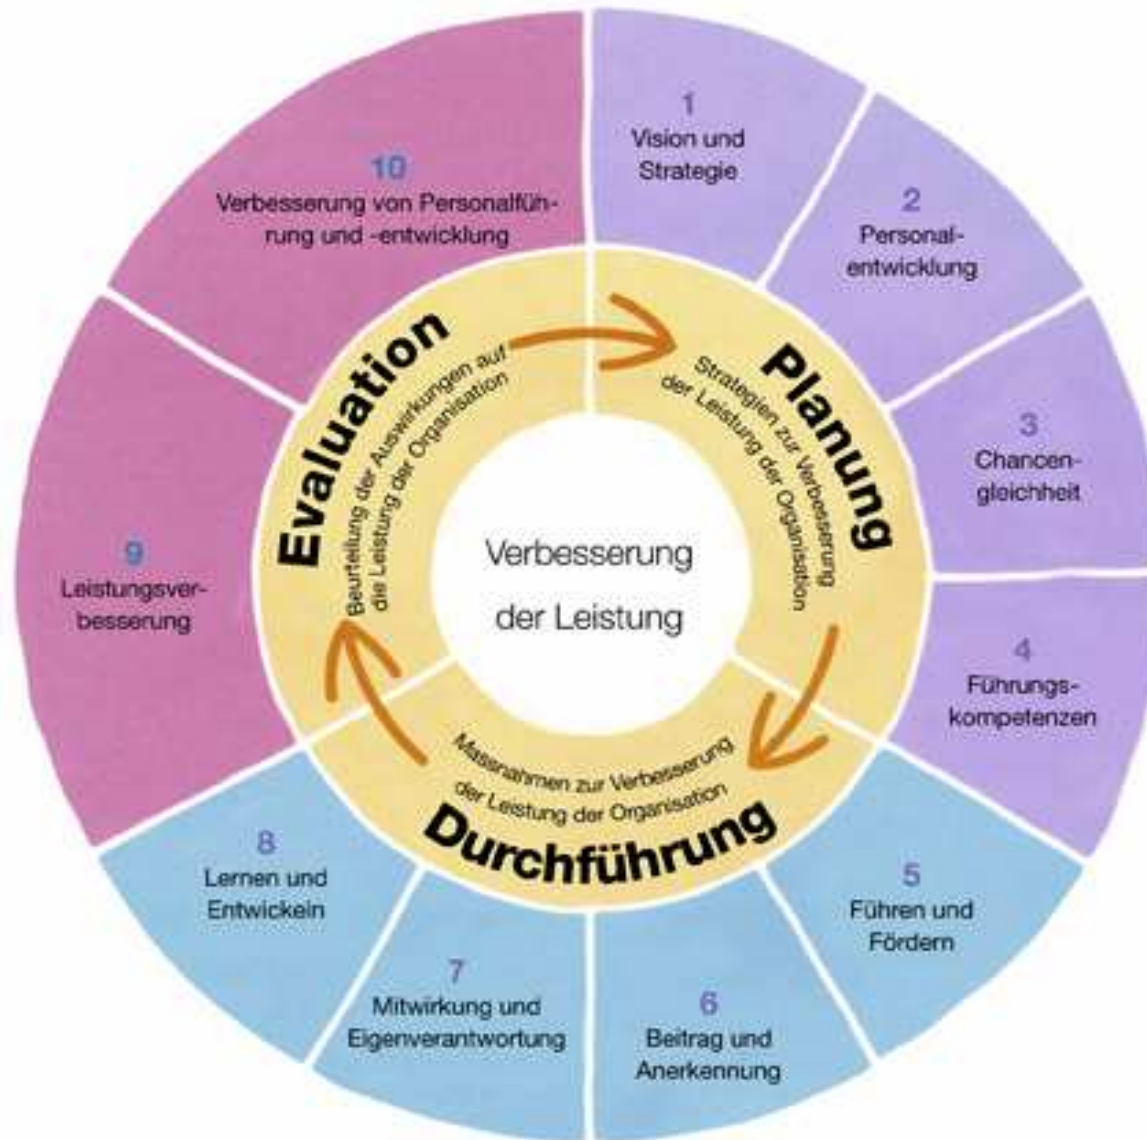 1
Vision und
Strategie
2
Personal-
entwicklung
3
Chancen-
gleichheit
4
Führungs-
kompetenzen
5
Führen und
Fördern
6
Beitrag und
Anerkennung
7
Mitwirkung und
Eigenverantwortung
8
Lernen und
Entwickeln
9
Leistungsver-
besserung
10
Verbesserung von Personalfüh-
rung und -entwicklung
Planung
Strategien zur Verbesserung
der Leistung der Organisation
Massnahmen zur Verbesserung
der Leistung der Organisation
Durchführung
Evaluation
Beurteilung der Auswirkungen auf
die Leistung der Organisation
Verbesserung
der Leistung